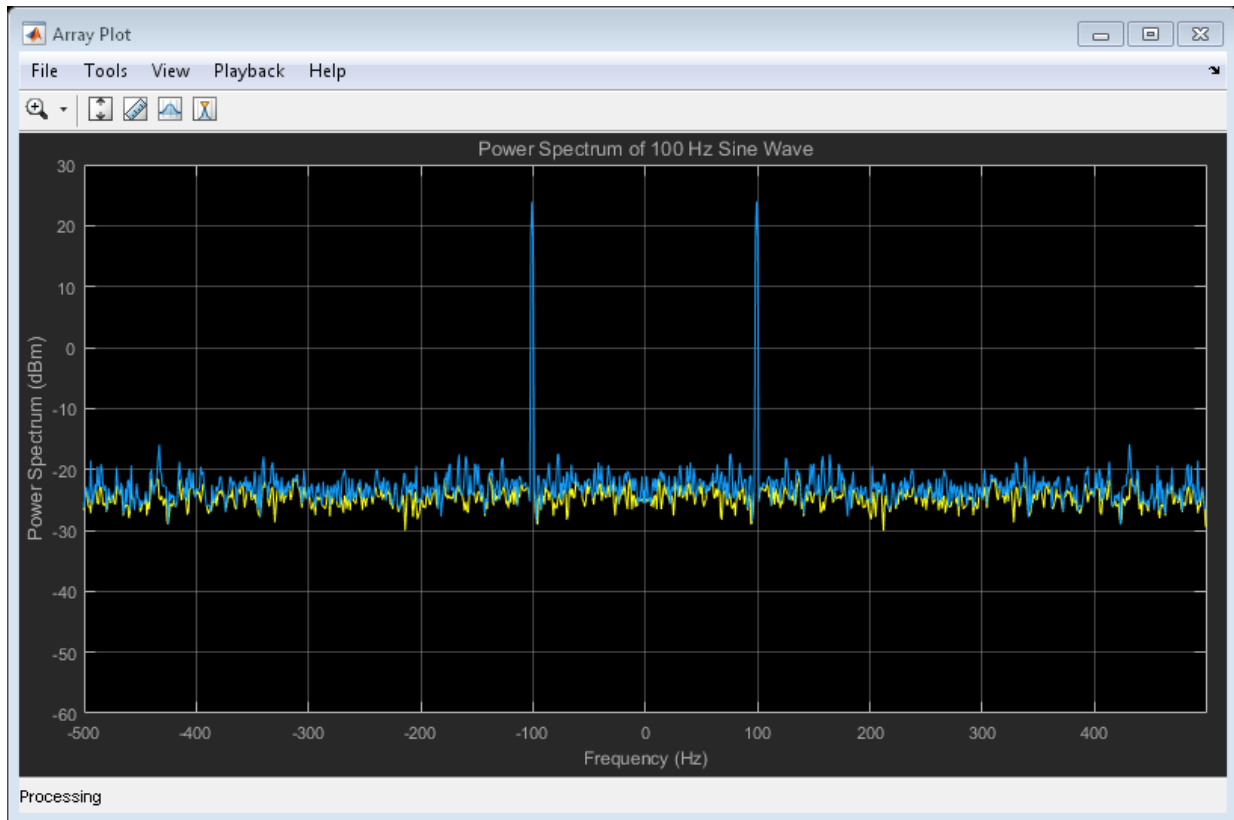 Array Plot
File Tools View Playback Help
Power Spectrum of 100 Hz Sine Wave
30
20
10
0
-10
-20
-30
-40
-50
-60
Power Spectrum (dBm)
-500 -400 -300 -200 -100 0 100 200 300 400
Frequency (Hz)
Processing